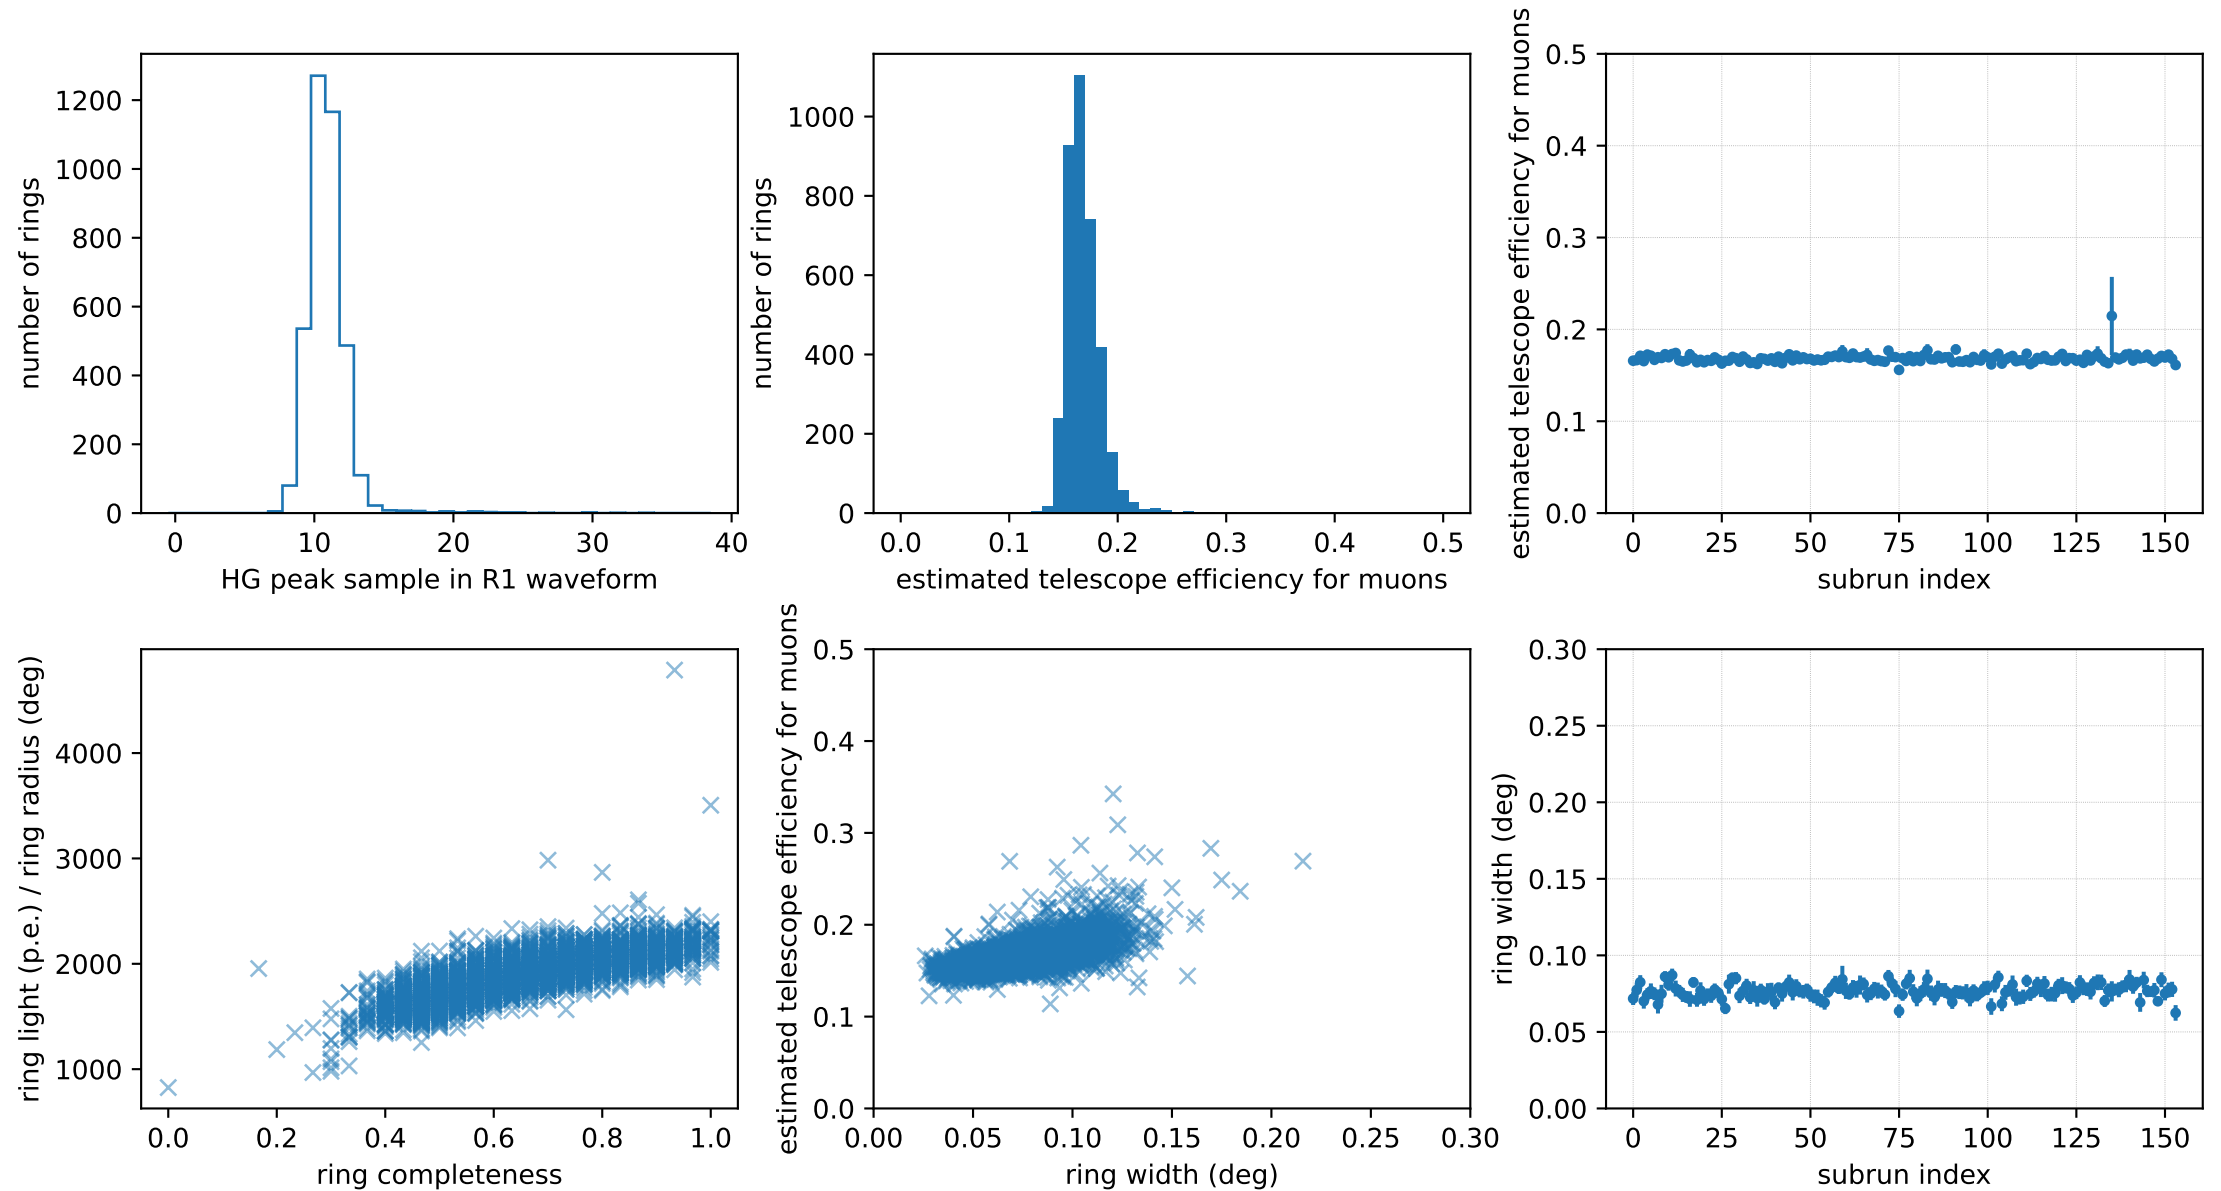 number of rings
1200
1000
800
600
400
200
0
0 10 20 30 40
HG peak sample in R1 waveform
number of rings
1000
800
600
400
200
0
0.0 0.1 0.2 0.3 0.4 0.5
estimated telescope efficiency for muons
estimated telescope efficiency for muons
0.5
0.4
0.3
0.2
0.1
0.0
0 25 50 75 100 125 150
subrun index
ring light (p.e.) / ring radius (deg)
4000
3000
2000
1000
0.0 0.2 0.4 0.6 0.8 1.0
ring completeness
estimated telescope efficiency for muons
0.5
0.4
0.3
0.2
0.1
0.0
0.00 0.05 0.10 0.15 0.20 0.25 0.30
ring width (deg)
ring width (deg)
0.30
0.25
0.20
0.15
0.10
0.05
0.00
0 25 50 75 100 125 150
subrun index